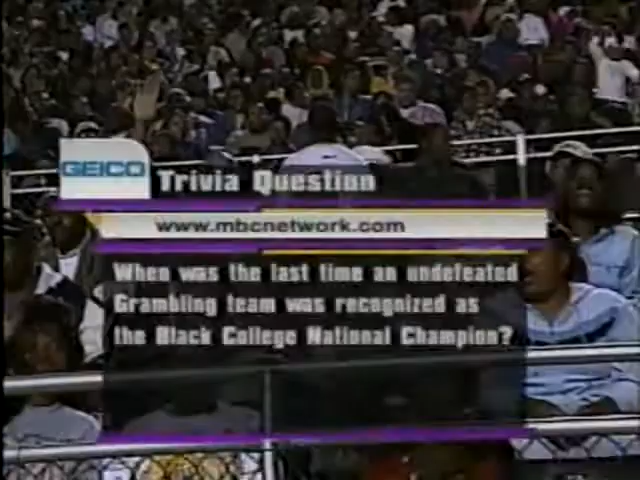 GEICO
Trivia Question
www.mbcnetwork.com
When was the last time an undefeated
Grambling team was recognized as
the Black College National Champion?